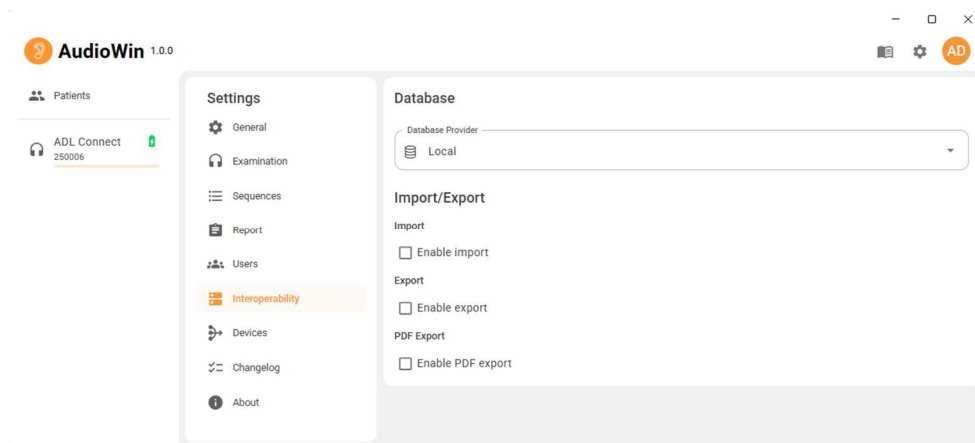 AudioWin 1.0.0
AD
Patients
ADL Connect
250006
Settings
General
Examination
Sequences
Report
Users
Interoperability
Devices
Changelog
About
Database
Database Provider
Local
Import/Export
Import
Enable import
Export
Enable export
PDF Export
Enable PDF export